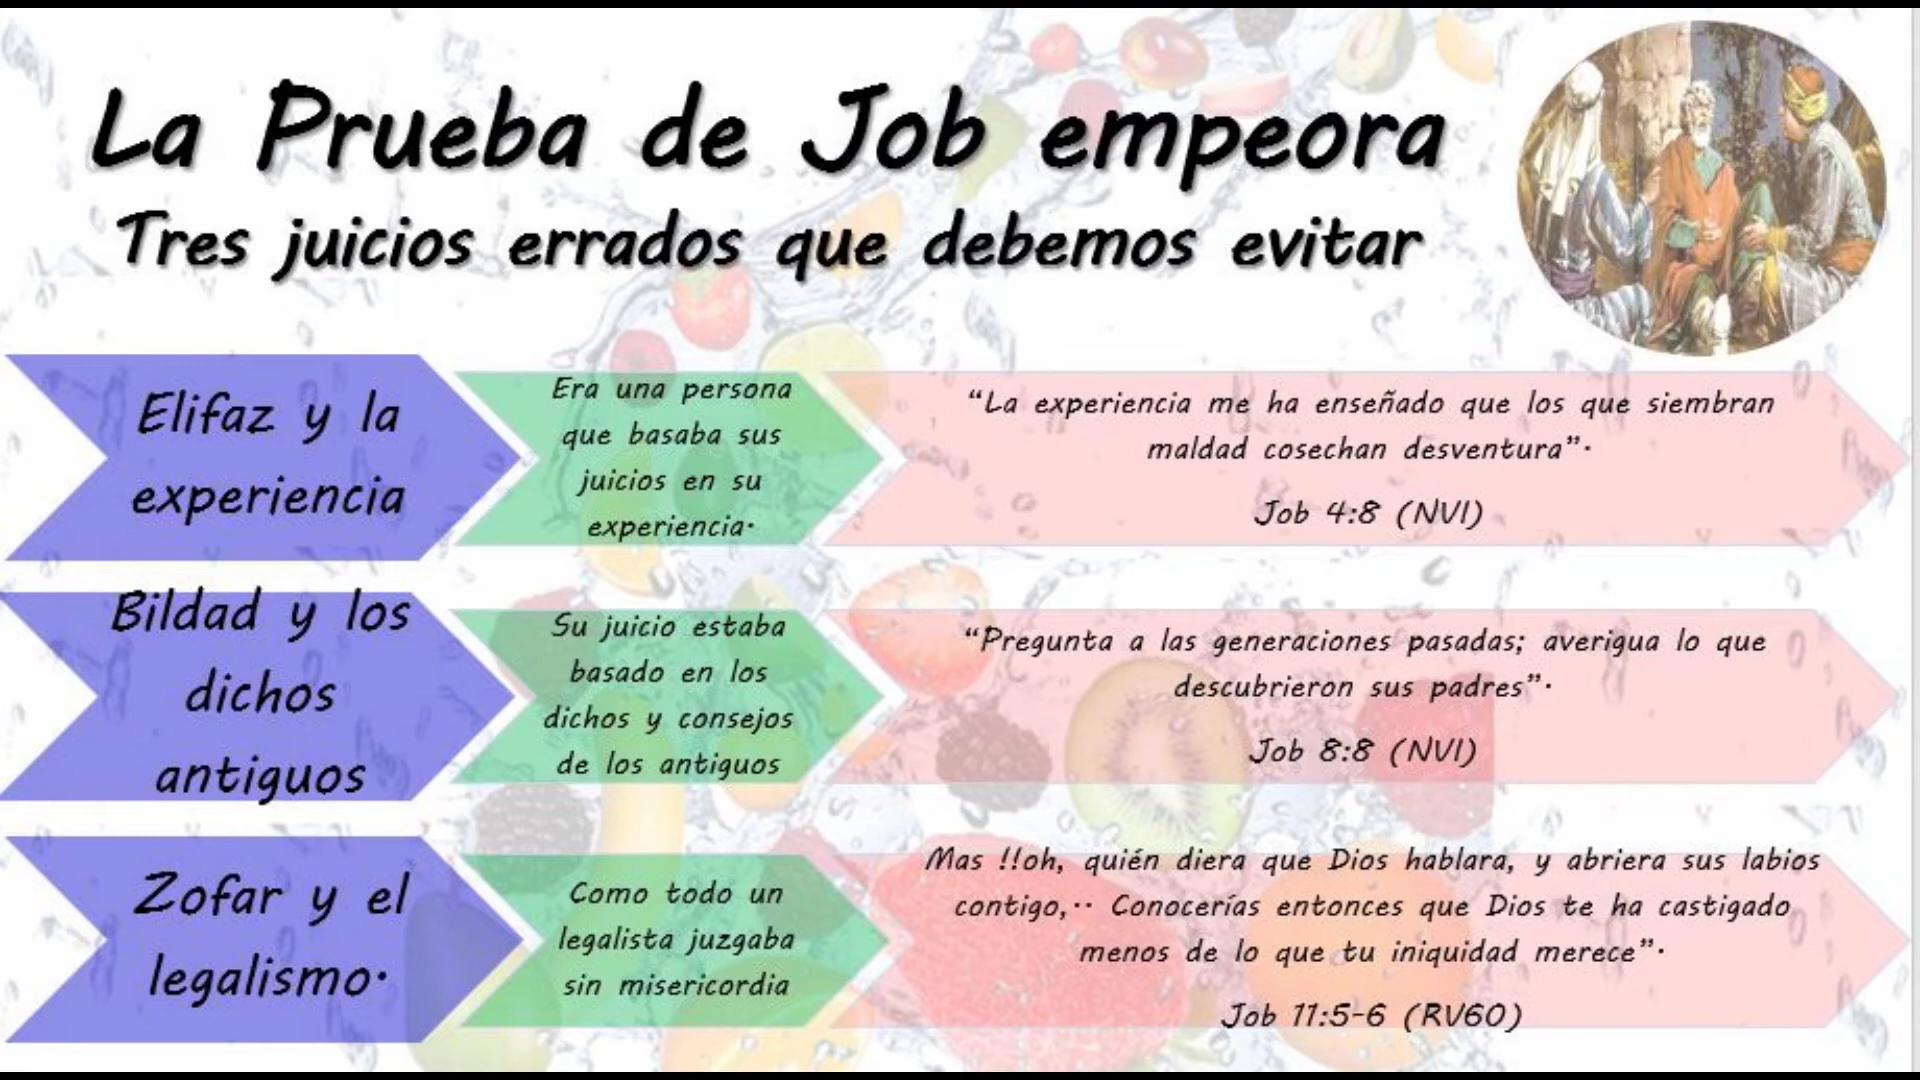 La Prueba de Job empeora
Tres juicios errados que debemos evitar
Elifaz y la
experiencia
Era una persona
que basaba sus
juicios en su
experiencia.
“La experiencia me ha enseñado que los que siembran
maldad cosechan desventura”.
Job 4:8 (NVI)
Bildad y los
dichos
antiguos
Su juicio estaba
basado en los
dichos y consejos
de los antiguos
“Pregunta a las generaciones pasadas; averigua lo que
descubrieron sus padres”.
Job 8:8 (NVI)
Zofar y el
legalismo.
Como todo un
legalista juzgaba
sin misericordia
Mas !!oh, quién diera que Dios hablara, y abriera sus labios
contigo,.. Conocerías entonces que Dios te ha castigado
menos de lo que tu iniquidad merece”.
Job 11:5-6 (RV60)